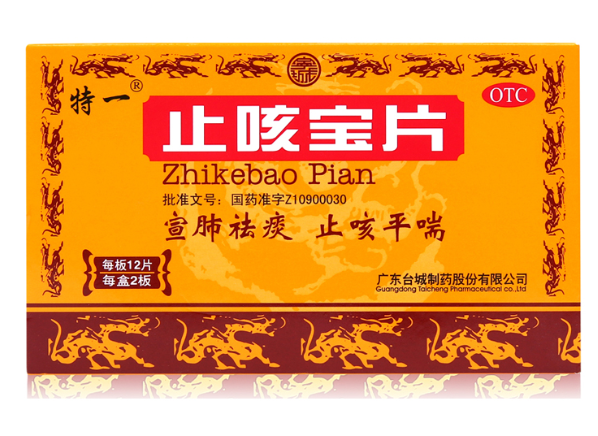 特一®
OTC
止咳宝片
Zhikebao Pian
批准文号：国药准字Z10900030
宣肺祛痰 止咳平喘
每板12片
每盒2板
广东台城制药股份有限公司
Guangdong Taicheng Pharmaceutical co.,Ltd